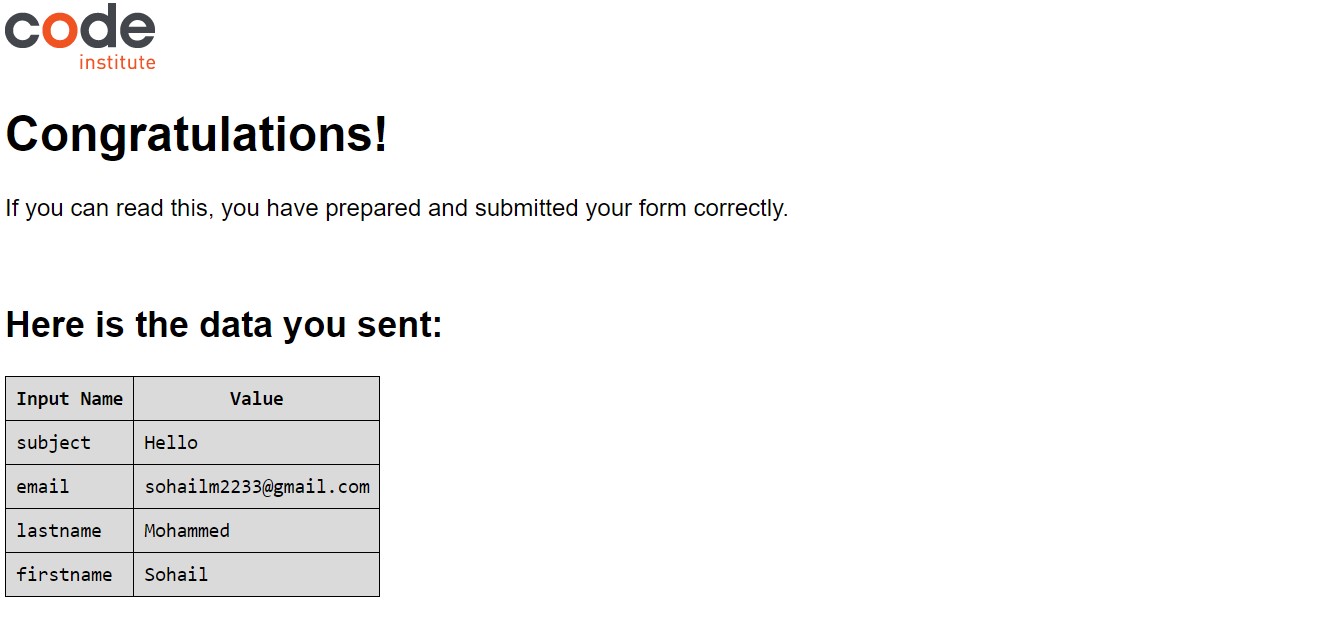 code
institute
Congratulations!
If you can read this, you have prepared and submitted your form correctly.
Here is the data you sent:
Input Name Value
subject Hello
email sohailm2233@gmail.com
lastname Mohammed
firstname Sohail